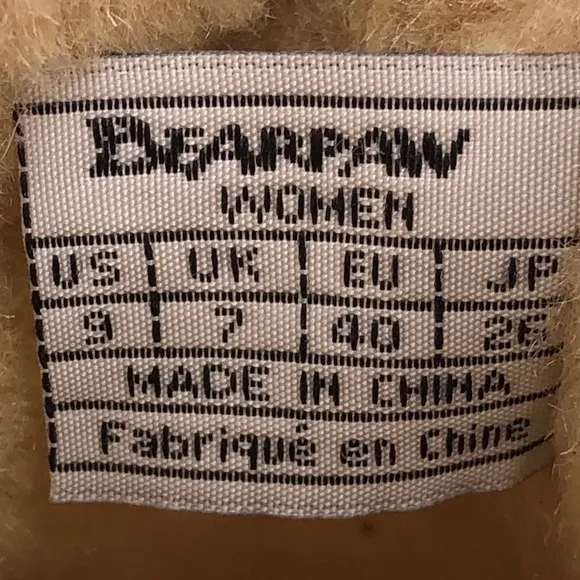 BEARPAW
WOMEN
US UK EU JP
9 7 40 26
MADE IN CHINA
Fabriqué en Chine